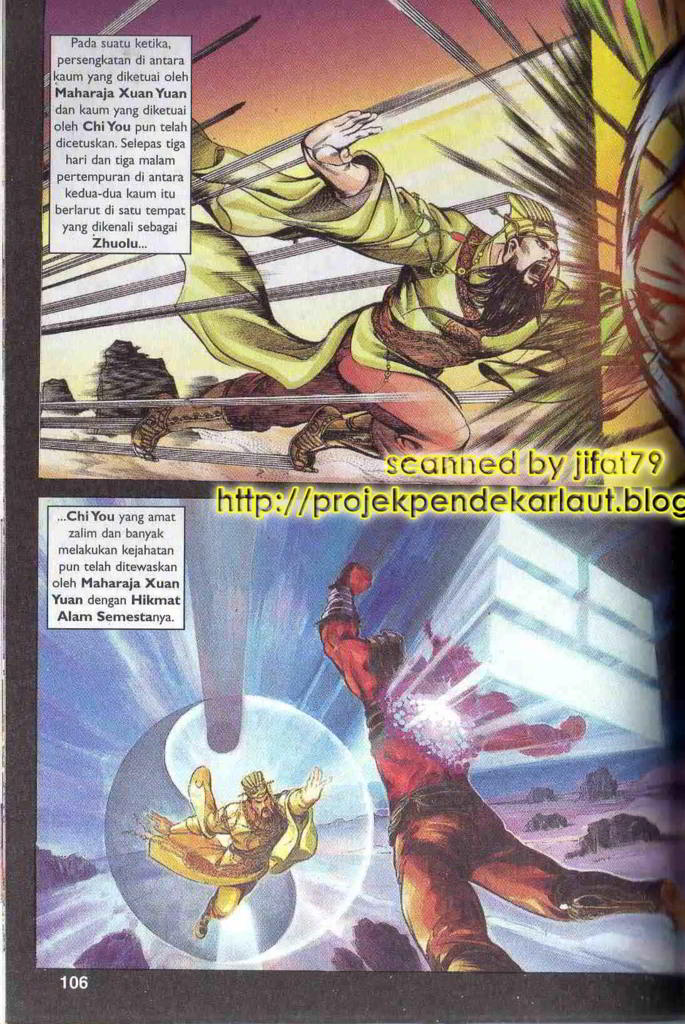 Pada suatu ketika,
persengkatan di antara
kaum yang diketuai oleh
Maharaja Xuan Yuan
dan kaum yang diketuai
oleh Chi You pun telah
dicetuskan. Selepas tiga
hari dan tiga malam
pertempuran di antara
kedua-dua kaum itu
berlarut di satu tempat
yang dikenali sebagai
Zhuolu...
scanned by jifat79
http://projekpendekarlaut.blog
...Chi You yang amat
zalim dan banyak
melakukan kejahatan
pun telah ditewaskan
oleh Maharaja Xuan
Yuan dengan Hikmat
Alam Semestanya.
106